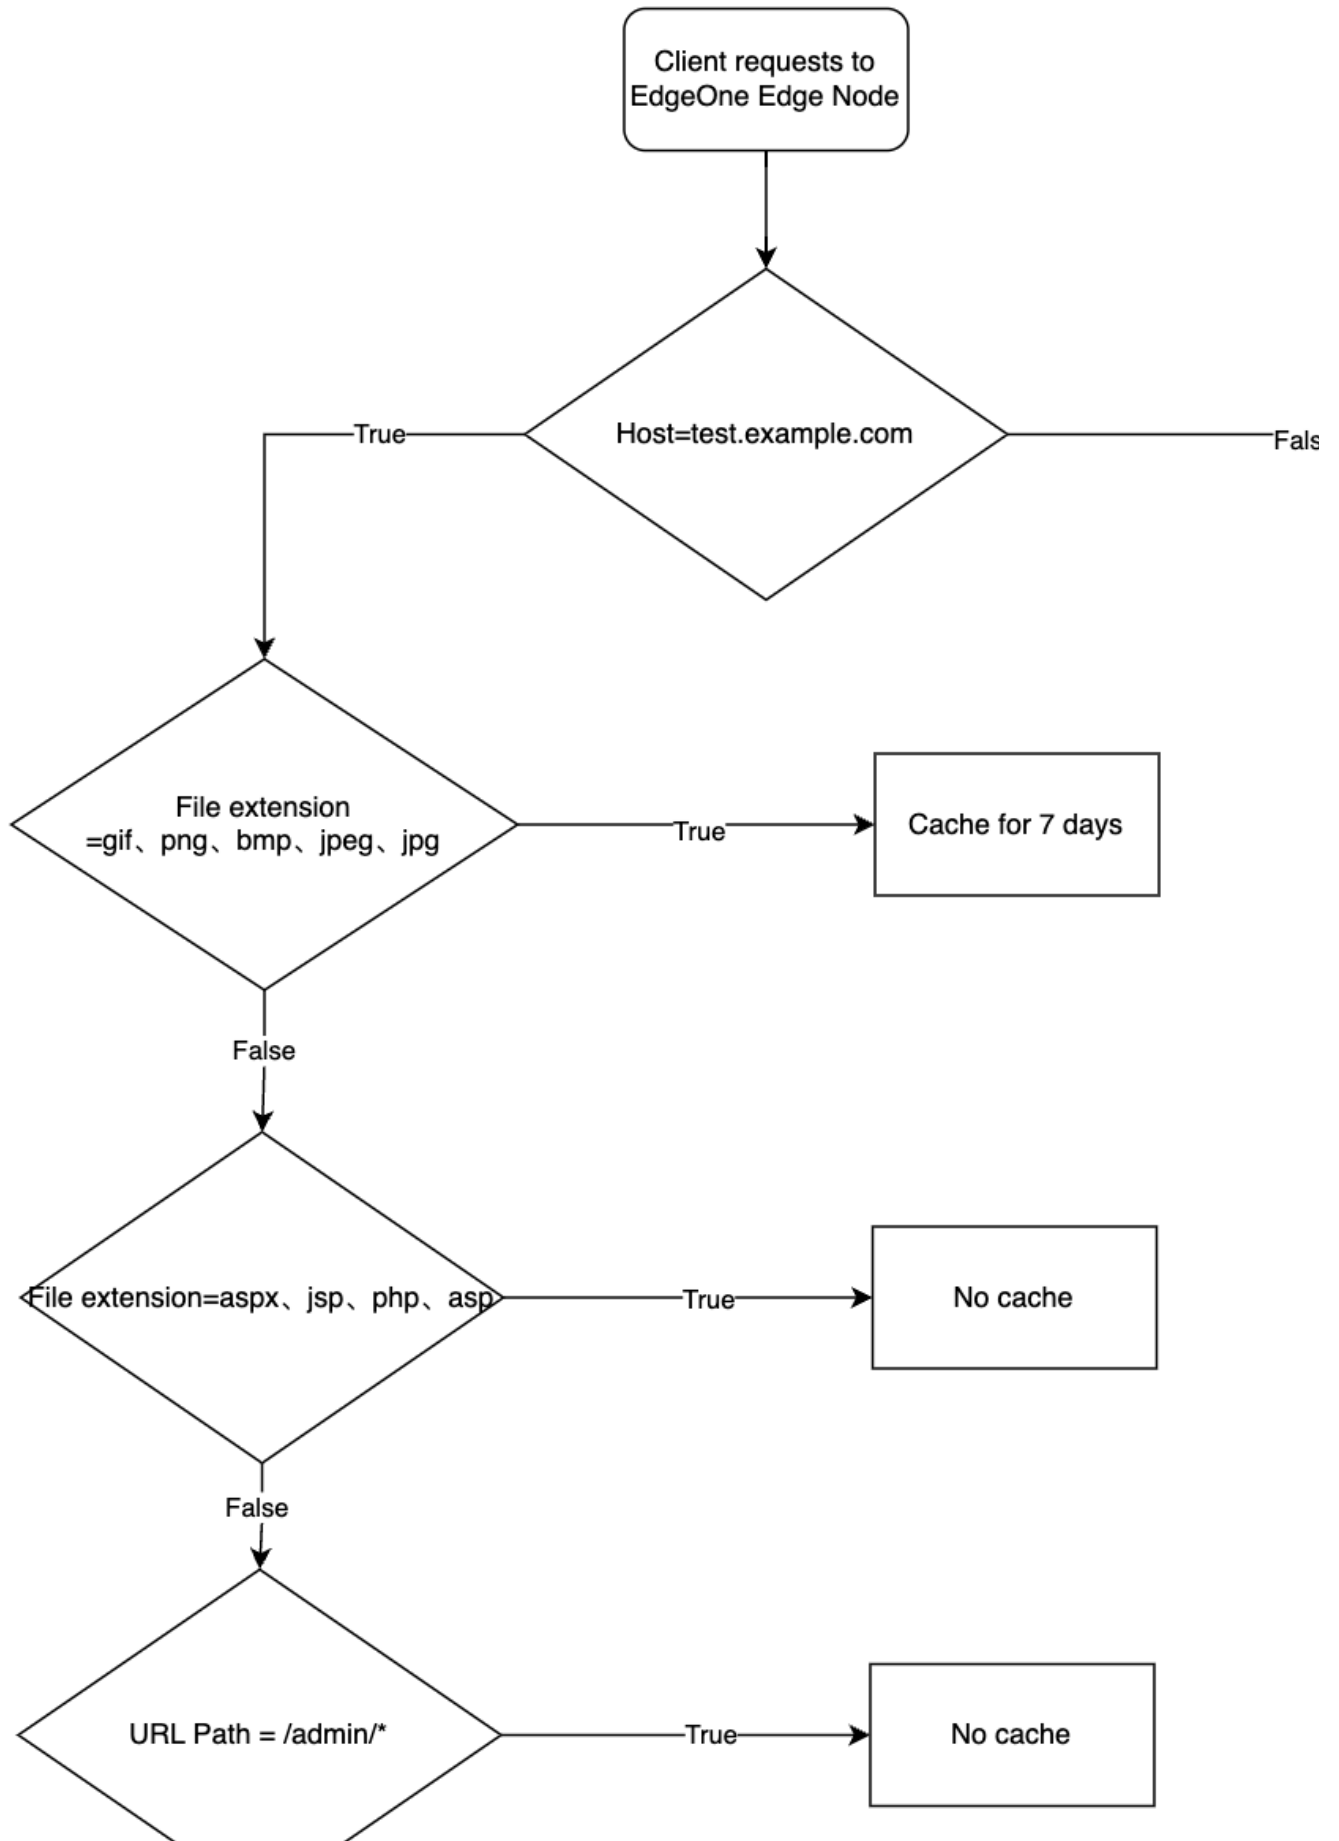 Client requests to
EdgeOne Edge Node
Host=test.example.com
True
Fals
File extension
=gif、png、bmp、jpeg、jpg
True
Cache for 7 days
False
File extension=aspx、jsp、php、asp
True
No cache
False
URL Path = /admin/*
True
No cache